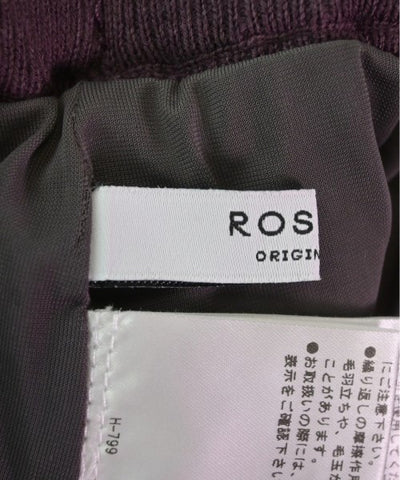 ROS
ORIGIN
にご注意下さい。
●繰り返しの摩擦作用
毛羽立ちや、毛玉が
ことがあります。
●お取扱いの際には、
表示をご確認下さい
H-799